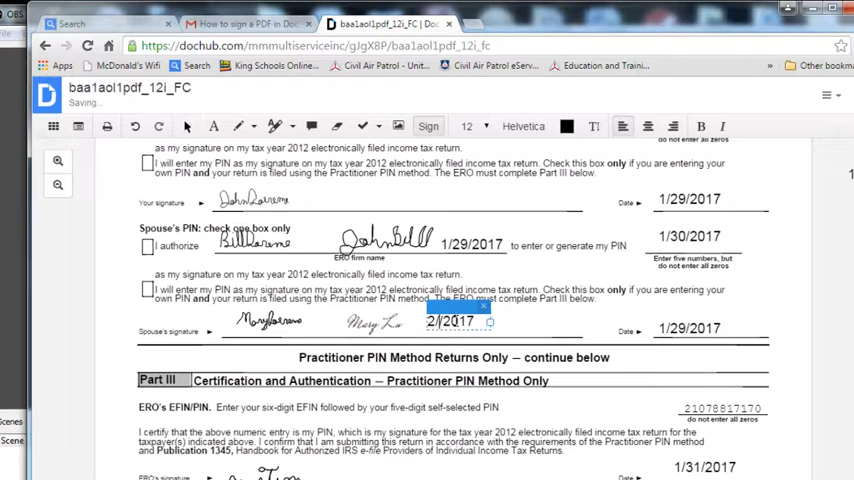 OBS
Search
How to sign a PDF in Doc
baa1aol1pdf_12i_FC | Doc
https://dochub.com/mmmultiserviceinc/gJgX8P/baa1aol1pdf_12i_fc
Apps
McDonald's Wifi
Search
King Schools Online...
Civil Air Patrol - et...
Civil Air Patrol eServ...
Education and Traini...
»
Other bookma
baa1aol1pdf_12i_FC
Saving...
Sign 12 Helvetica B I
as my signature on my tax year 2012 electronically filed income tax return.
do not enter all zeros
I will enter my PIN as my signature on my tax year 2012 electronically filed income tax return. Check this box only if you are entering your
own PIN and your return is filed using the Practitioner PIN method. The ERO must complete Part III below.
Your signature ▸ Date ▸ 1/29/2017
Spouse's PIN: check one box only
I authorize John Bill 1/29/2017 to enter or generate my PIN 1/30/2017
ERO firm name
Enter five numbers, but
do not enter all zeros
as my signature on my tax year 2012 electronically filed income tax return.
I will enter my PIN as my signature on my tax year 2012 electronically filed income tax return. Check this box only if you are entering your
own PIN and your return is filed using the Practitioner PIN method. The ERO must complete Part III below.
Spouse's signature ▸ Mary Lu 2//2017 Date ▸ 1/29/2017
Practitioner PIN Method Returns Only — continue below
Part III Certification and Authentication — Practitioner PIN Method Only
ERO's EFIN/PIN. Enter your six-digit EFIN followed by your five-digit self-selected PIN
21078817170
do not enter all zeros
I certify that the above numeric entry is my PIN, which is my signature for the tax year 2012 electronically filed income tax return for the
taxpayer(s) indicated above. I confirm that I am submitting this return in accordance with the requirements of the Practitioner PIN method
and Publication 1345, Handbook for Authorized IRS e-file Providers of Individual Income Tax Returns.
ERO's signature Date ▸ 1/31/2017
Scenes
Scene